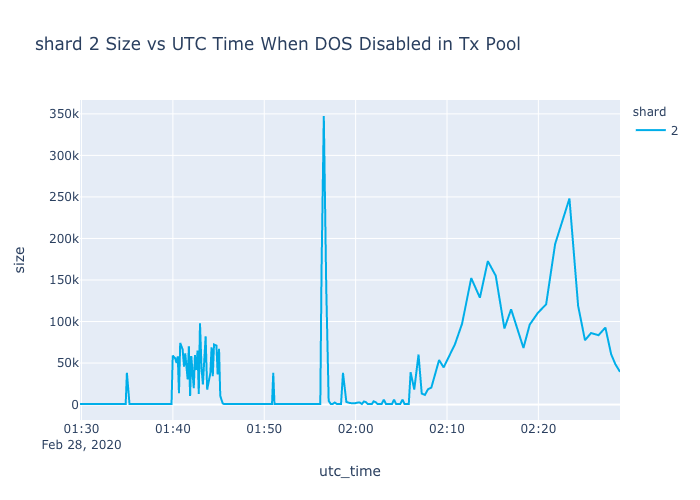 shard 2 Size vs UTC Time When DOS Disabled in Tx Pool
shard
2
350k
300k
250k
200k
150k
100k
50k
0
size
01:30 01:40 01:50 02:00 02:10 02:20
Feb 28, 2020
utc_time